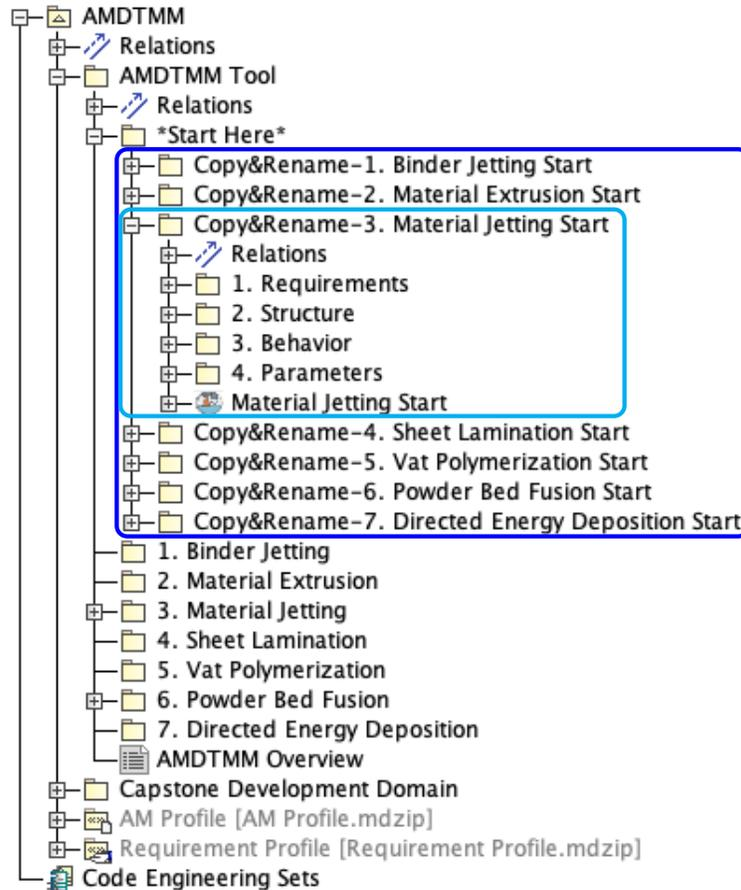 AMDTMM
Relations
AMDTMM Tool
Relations
*Start Here*
Copy&Rename-1. Binder Jetting Start
Copy&Rename-2. Material Extrusion Start
Copy&Rename-3. Material Jetting Start
Relations
1. Requirements
2. Structure
3. Behavior
4. Parameters
Material Jetting Start
Copy&Rename-4. Sheet Lamination Start
Copy&Rename-5. Vat Polymerization Start
Copy&Rename-6. Powder Bed Fusion Start
Copy&Rename-7. Directed Energy Deposition Start
1. Binder Jetting
2. Material Extrusion
3. Material Jetting
4. Sheet Lamination
5. Vat Polymerization
6. Powder Bed Fusion
7. Directed Energy Deposition
AMDTMM Overview
Capstone Development Domain
AM Profile [AM Profile.mdzip]
Requirement Profile [Requirement Profile.mdzip]
Code Engineering Sets